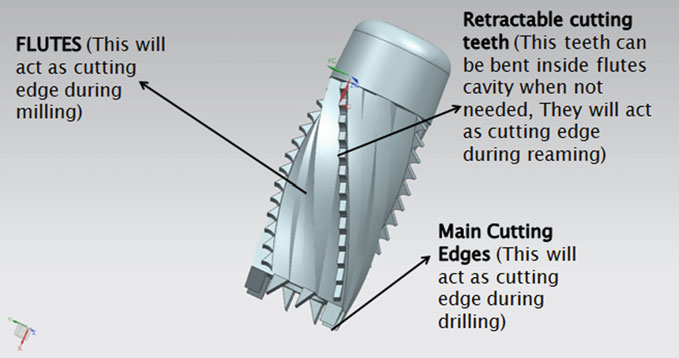 FLUTES (This will
act as cutting
edge during
milling)
Retractable cutting
teeth (This teeth can
be bent inside flutes
cavity when not
needed, They will act
as cutting edge
during reaming)
Main Cutting
Edges (This will
act as cutting
edge during
drilling)
YC
Y
X